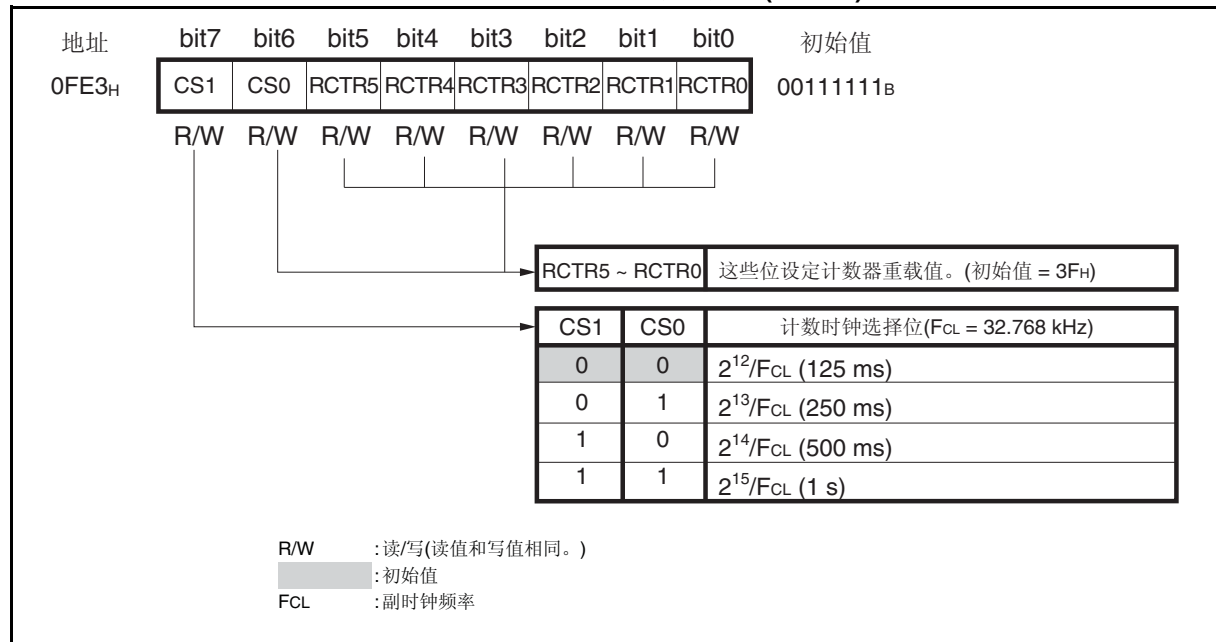 地址 bit7 bit6 bit5 bit4 bit3 bit2 bit1 bit0 初始值
0FE3H CS1 CS0 RCTR5 RCTR4 RCTR3 RCTR2 RCTR1 RCTR0 00111111B
R/W R/W R/W R/W R/W R/W R/W R/W
RCTR5 ~ RCTR0 这些位设定计数器重载值。(初始值 = 3FH)
CS1 CS0 计数时钟选择位(FCL = 32.768 kHz)
0 0 2^12/FCL (125 ms)
0 1 2^13/FCL (250 ms)
1 0 2^14/FCL (500 ms)
1 1 2^15/FCL (1 s)
R/W :读/写(读值和写值相同。)
:初始值
FCL :副时钟频率